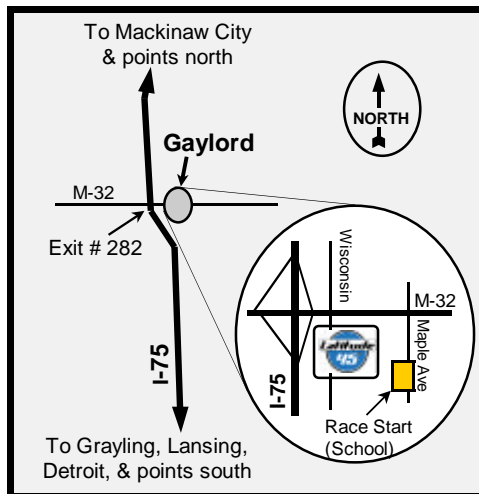 To Mackinaw City
& points north
NORTH
Gaylord
M-32
Exit # 282
I-75
To Grayling, Lansing,
Detroit, & points south
Wisconsin
M-32
Latitude
45
Maple Ave
I-75
Race Start
(School)